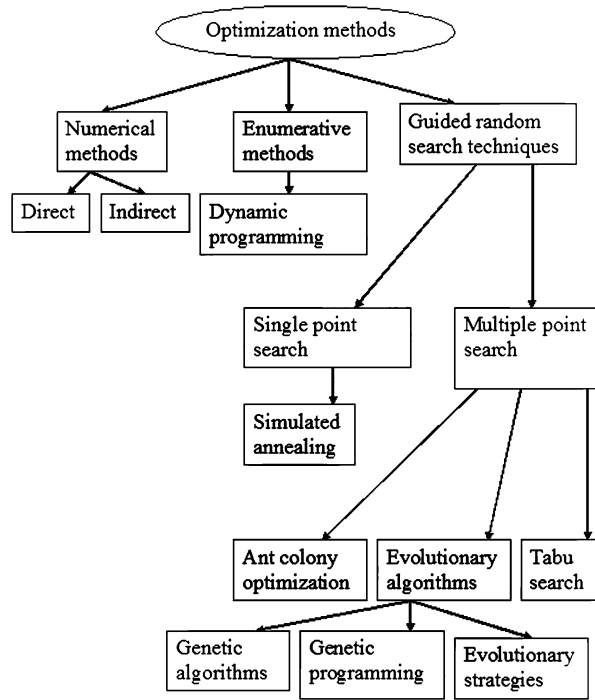 Optimization methods
Numerical
methods
Enumerative
methods
Guided random
search techniques
Direct
Indirect
Dynamic
programming
Single point
search
Multiple point
search
Simulated
annealing
Ant colony
optimization
Evolutionary
algorithms
Tabu
search
Genetic
algorithms
Genetic
programming
Evolutionary
strategies